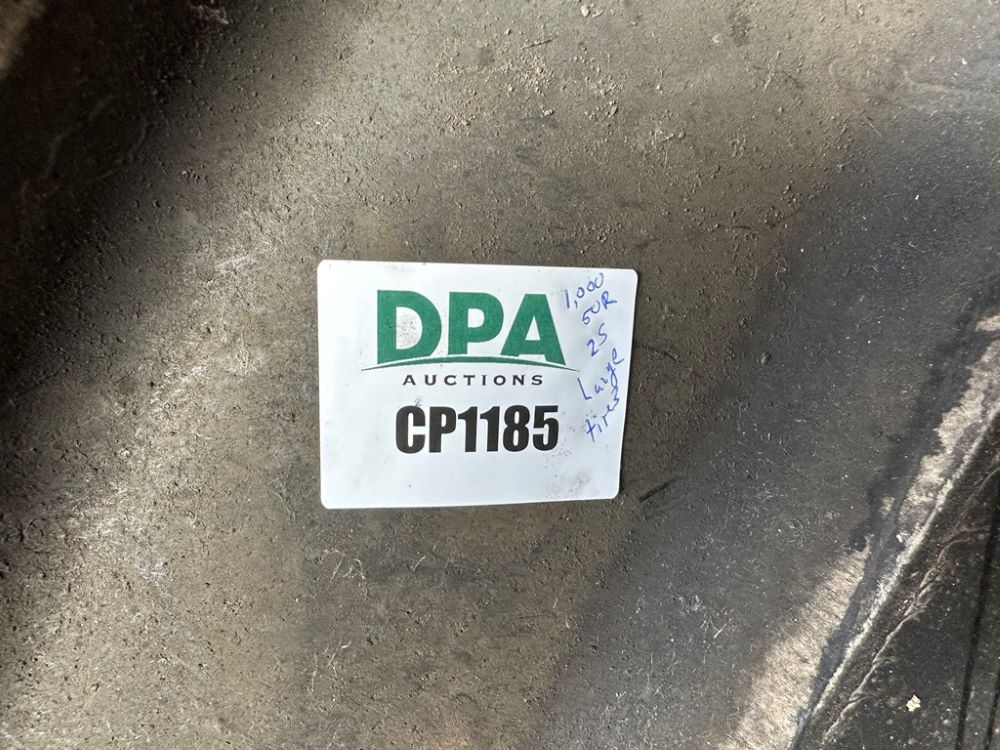 DPA
AUCTIONS
CP1185
1,000
50R
25
Large
tires